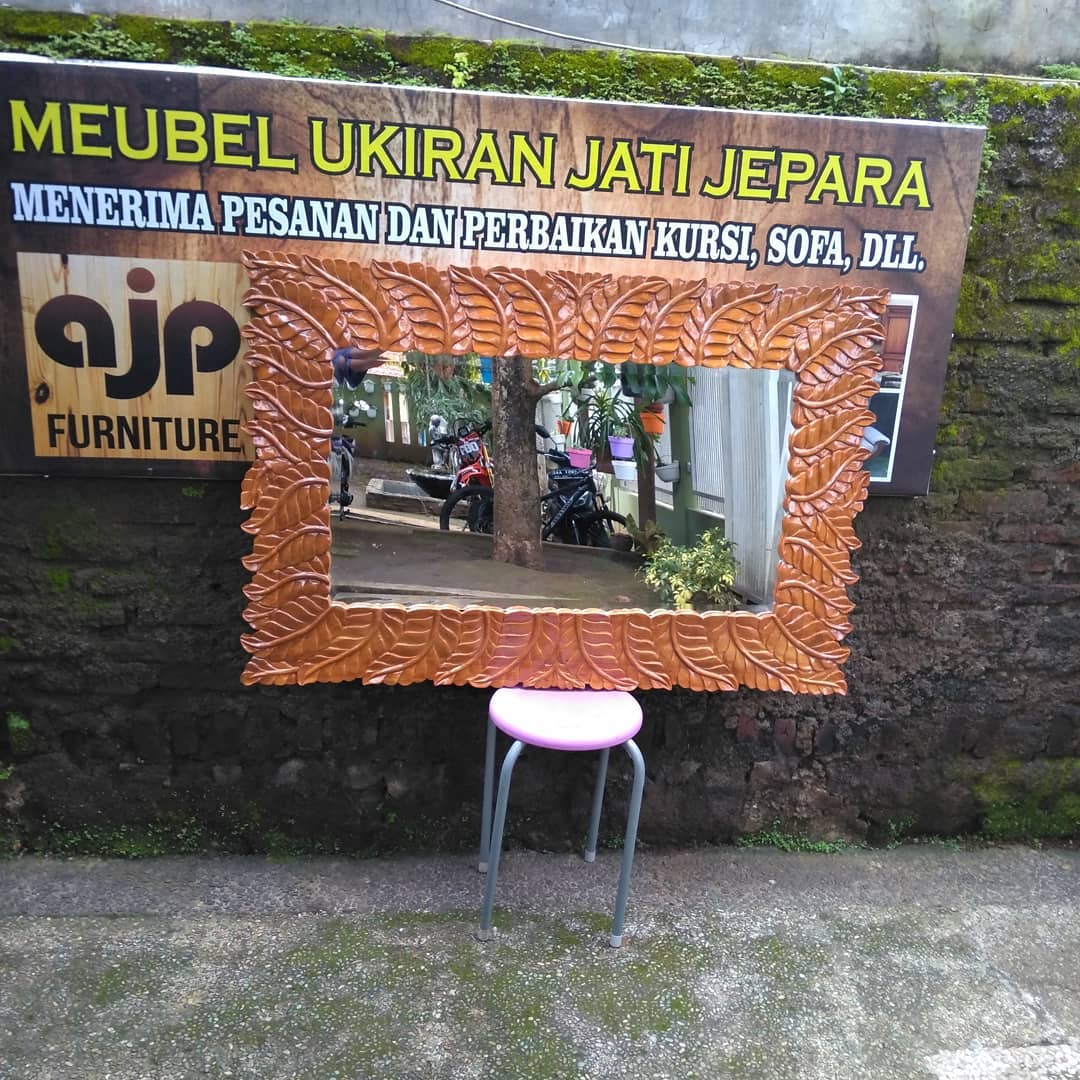 MEUBEL UKIRAN JATI JEPARA
MENERIMA PESANAN DAN PERBAIKAN KURSI, SOFA, DLL.
ajp
FURNITURE